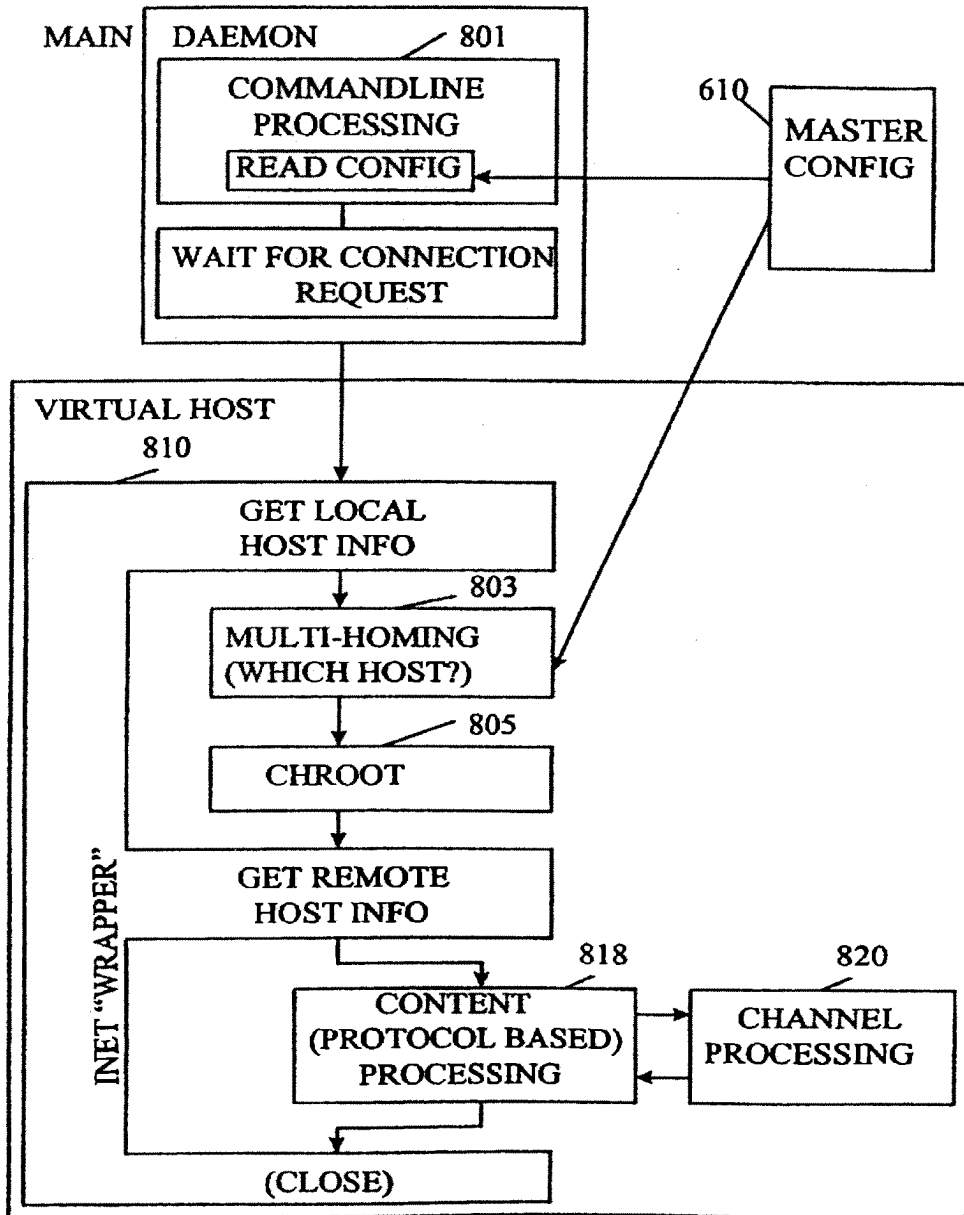 MAIN
DAEMON
801
COMMANDLINE
PROCESSING
READ CONFIG
WAIT FOR CONNECTION
REQUEST
610
MASTER
CONFIG
VIRTUAL HOST
810
GET LOCAL
HOST INFO
803
MULTI-HOMING
(WHICH HOST?)
805
CHROOT
GET REMOTE
HOST INFO
INET "WRAPPER"
818
CONTENT
(PROTOCOL BASED)
PROCESSING
820
CHANNEL
PROCESSING
(CLOSE)